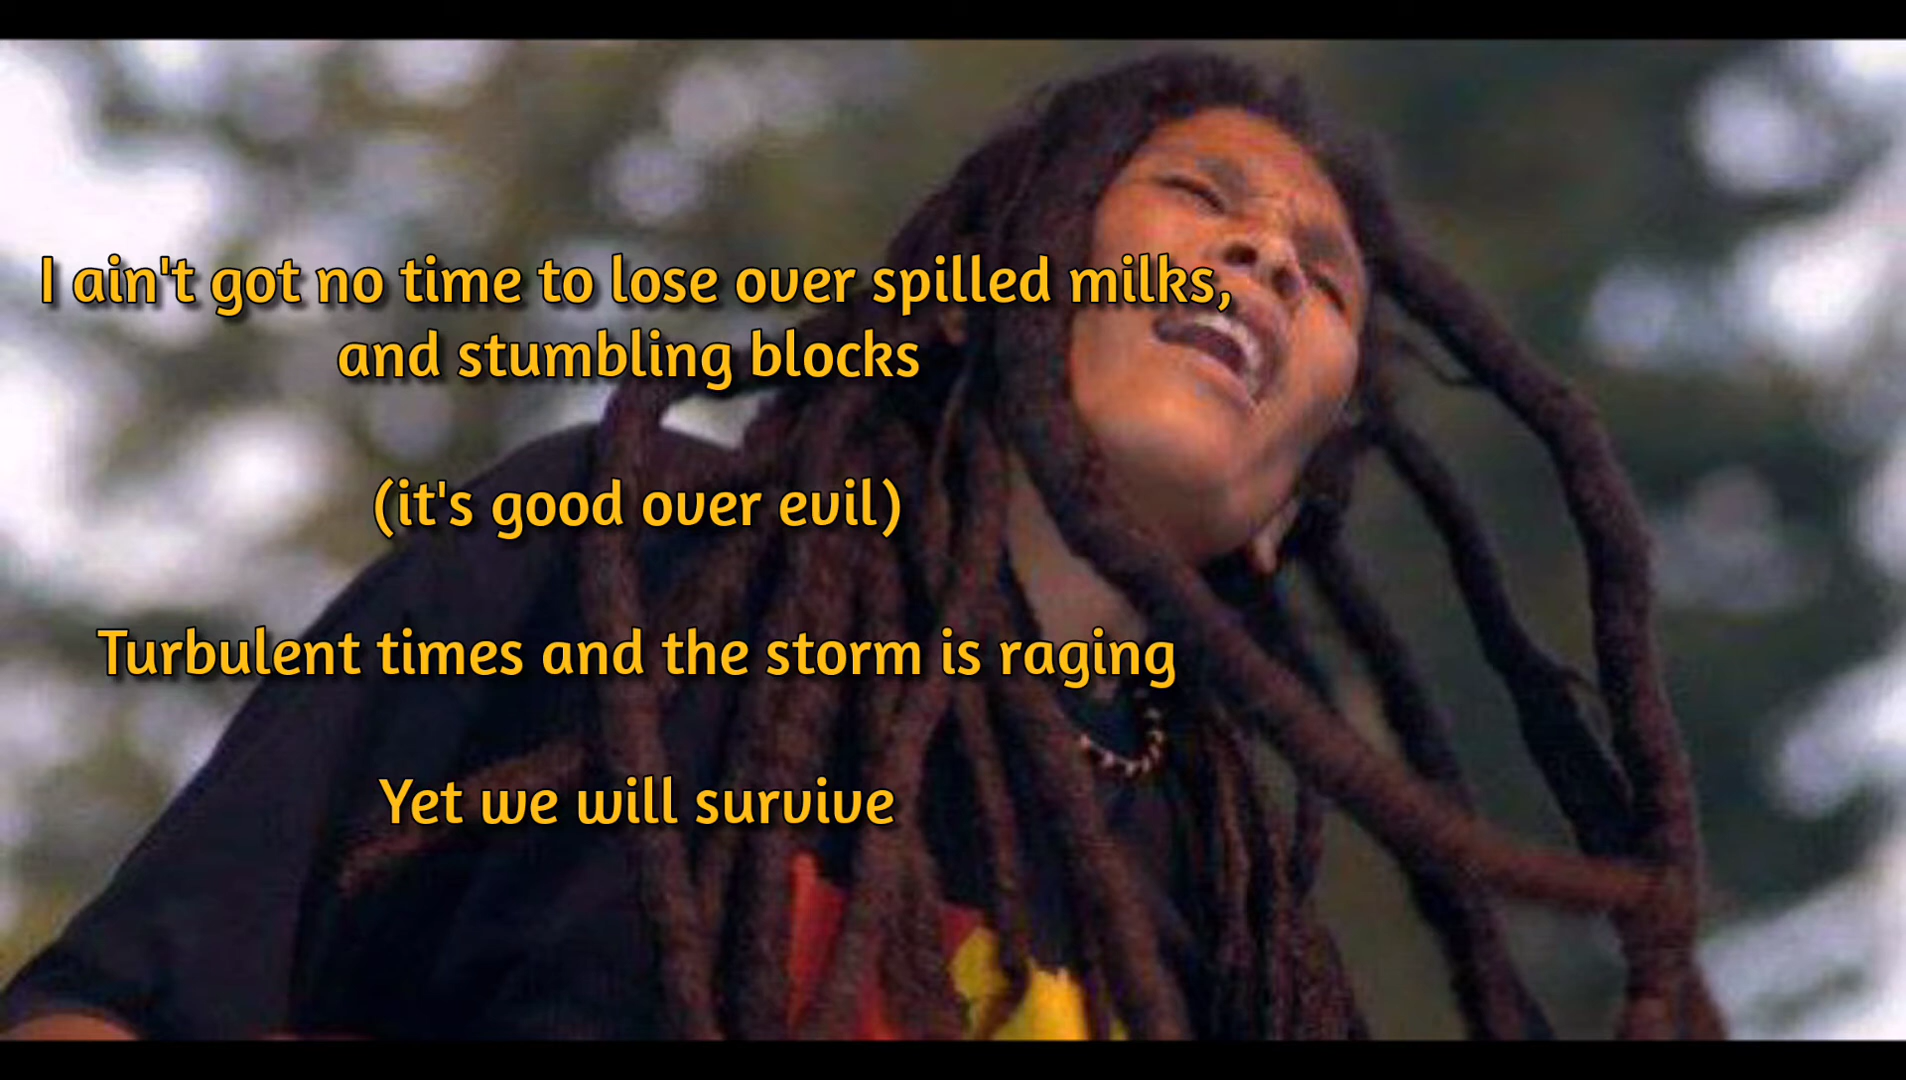 I ain't got no time to lose over spilled milks,
and stumbling blocks
(it's good over evil)
Turbulent times and the storm is raging
Yet we will survive